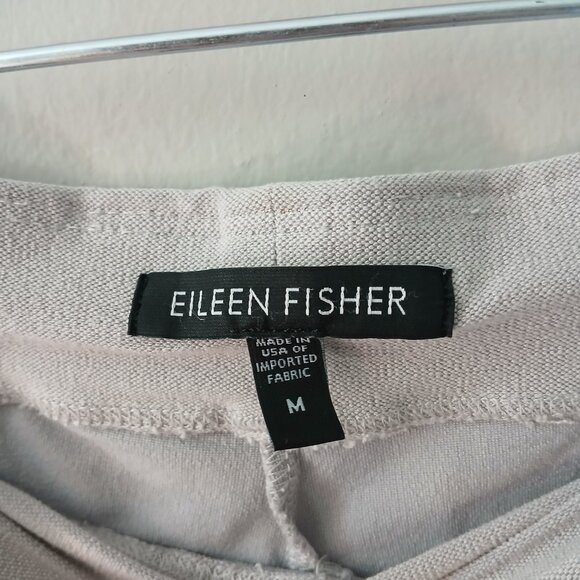 EILEEN FISHER
MADE IN
USA OF
IMPORTED
FABRIC
M